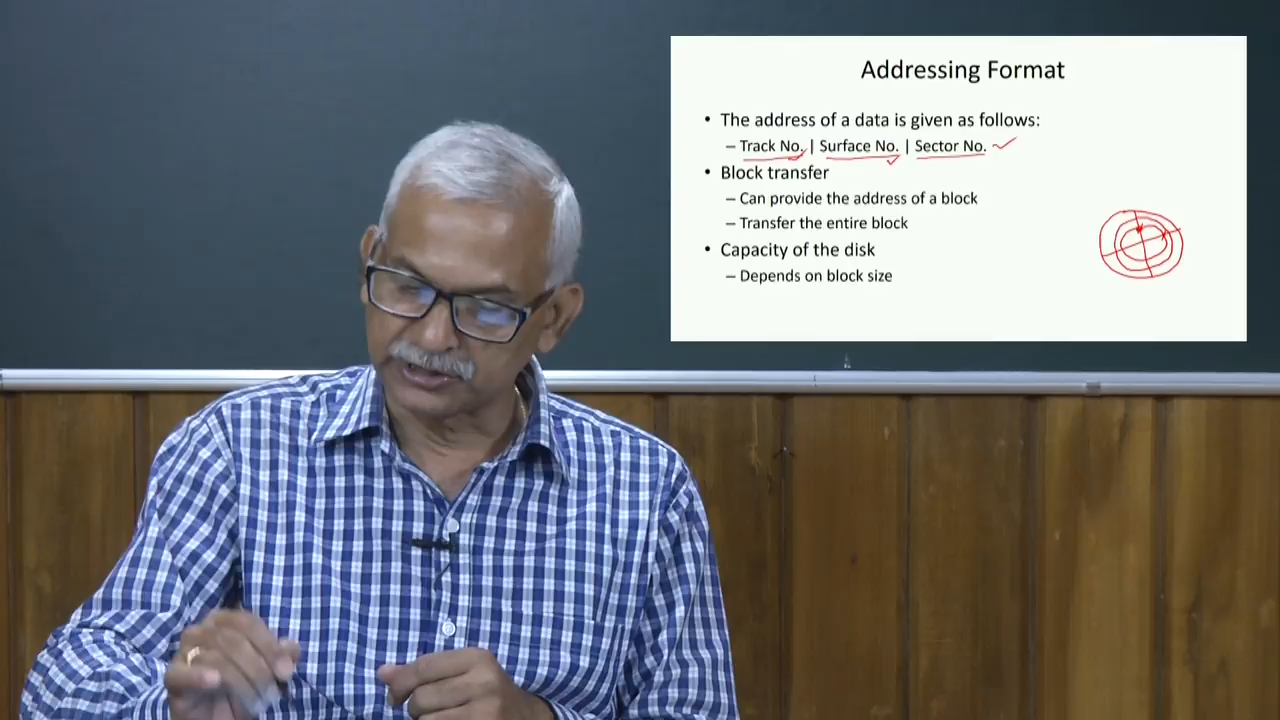 Addressing Format
• The address of a data is given as follows:
– Track No. | Surface No. | Sector No.
• Block transfer
– Can provide the address of a block
– Transfer the entire block
• Capacity of the disk
– Depends on block size